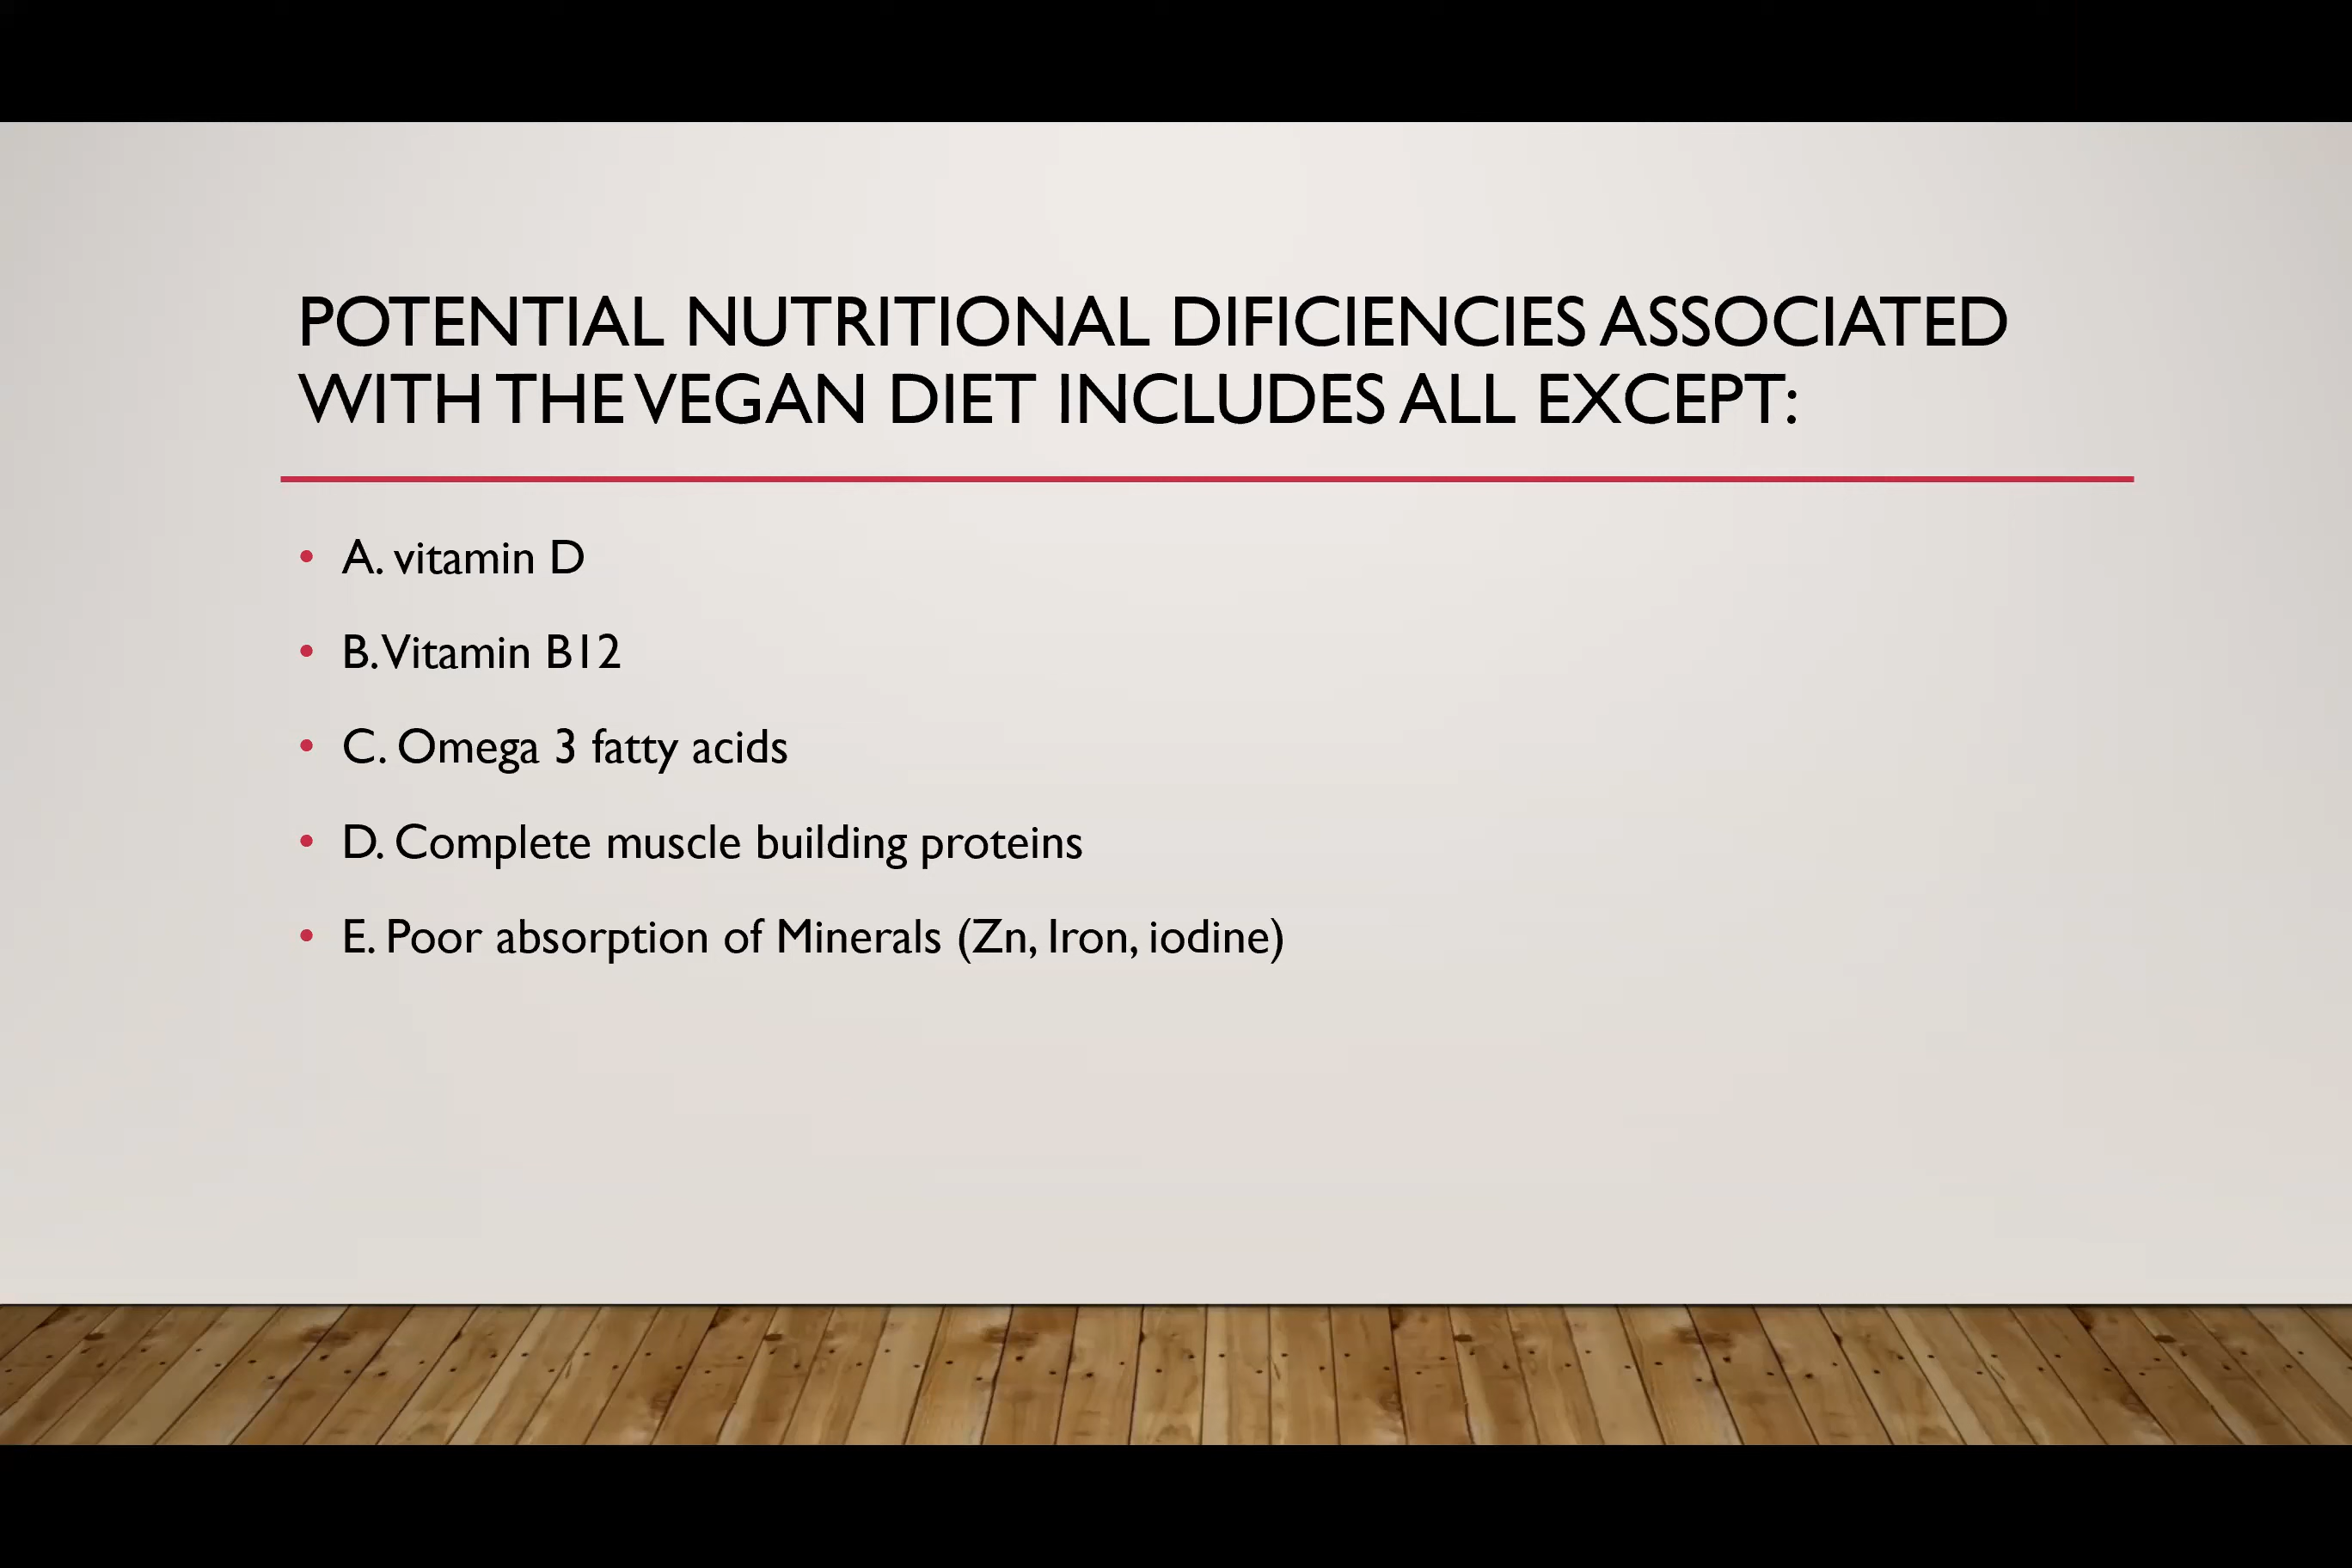 POTENTIAL NUTRITIONAL DIFICIENCIES ASSOCIATED
WITH THE VEGAN DIET INCLUDES ALL EXCEPT:
• A. vitamin D
• B. Vitamin B12
• C. Omega 3 fatty acids
• D. Complete muscle building proteins
• E. Poor absorption of Minerals (Zn, Iron, iodine)